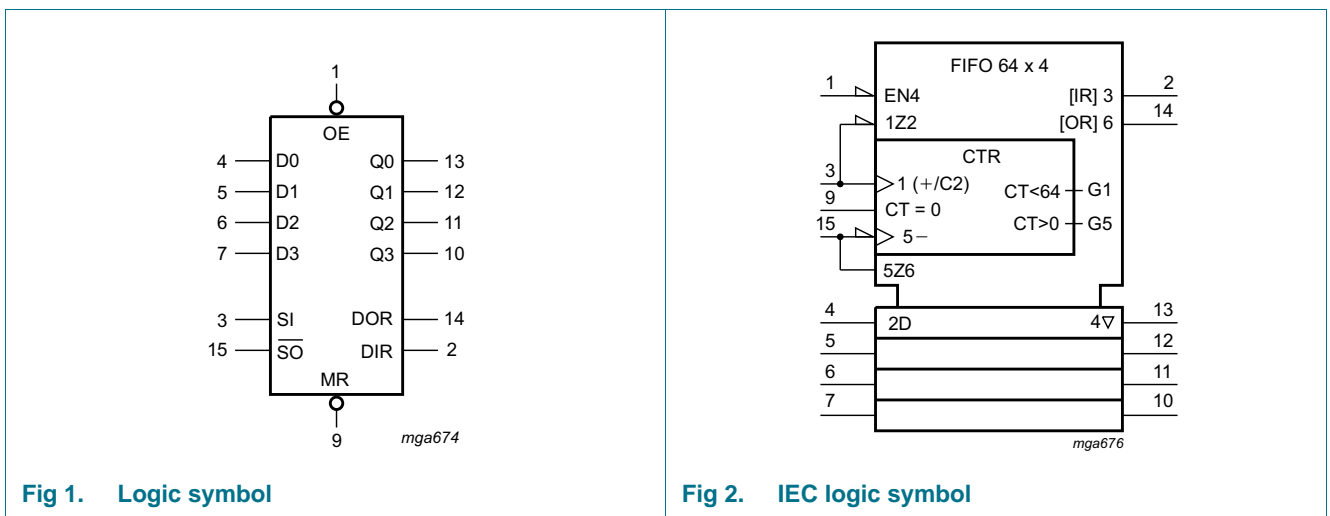 1
OE
4 D0 Q0 13
5 D1 Q1 12
6 D2 Q2 11
7 D3 Q3 10
3 SI DOR 14
15 S̅O̅ DIR 2
MR
9
mga674
Fig 1. Logic symbol
FIFO 64 x 4
1 EN4 [IR] 3 2
1Z2 [OR] 6 14
CTR
3 1 (+/C2) CT<64 G1
9 CT = 0
15 5− CT>0 G5
5Z6
4 2D 4▽ 13
5 12
6 11
7 10
mga676
Fig 2. IEC logic symbol